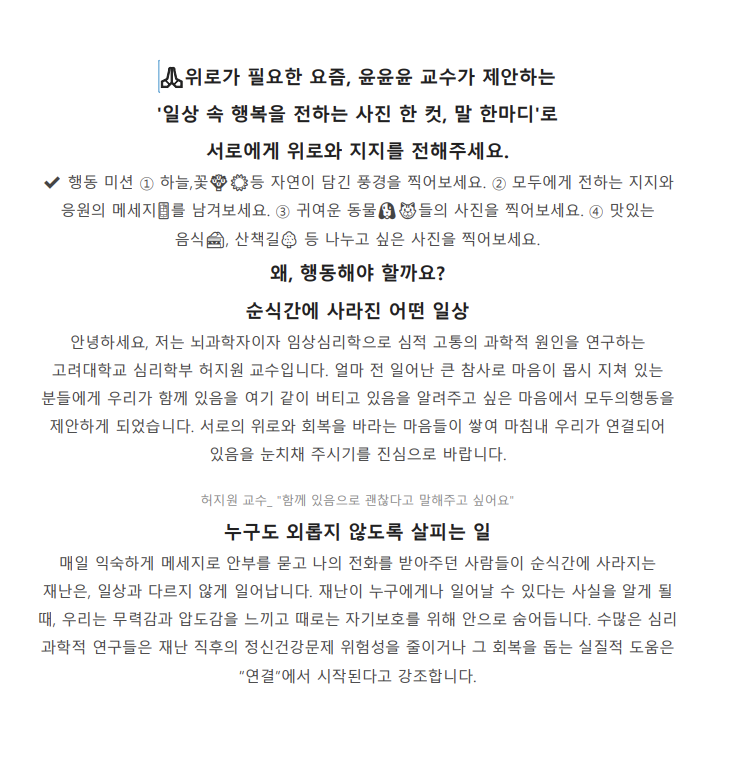 🙏위로가 필요한 요즘, 윤윤윤 교수가 제안하는
'일상 속 행복을 전하는 사진 한 컷, 말 한마디'로
서로에게 위로와 지지를 전해주세요.
✔ 행동 미션 ① 하늘,꽃💐🌞등 자연이 담긴 풍경을 찍어보세요. ② 모두에게 전하는 지지와
응원의 메세지를 남겨보세요. ③ 귀여운 동물🐶🐱들의 사진을 찍어보세요. ④ 맛있는
음식🍰, 산책길🌳 등 나누고 싶은 사진을 찍어보세요.
왜, 행동해야 할까요?
순식간에 사라진 어떤 일상
안녕하세요, 저는 뇌과학자이자 임상심리학으로 심적 고통의 과학적 원인을 연구하는
고려대학교 심리학부 허지원 교수입니다. 얼마 전 일어난 큰 참사로 마음이 몹시 지쳐 있는
분들에게 우리가 함께 있음을 여기 같이 버티고 있음을 알려주고 싶은 마음에서 모두의행동을
제안하게 되었습니다. 서로의 위로와 회복을 바라는 마음들이 쌓여 마침내 우리가 연결되어
있음을 눈치채 주시기를 진심으로 바랍니다.
허지원 교수_ "함께 있음으로 괜찮다고 말해주고 싶어요"
누구도 외롭지 않도록 살피는 일
매일 익숙하게 메세지로 안부를 묻고 나의 전화를 받아주던 사람들이 순식간에 사라지는
재난은, 일상과 다르지 않게 일어납니다. 재난이 누구에게나 일어날 수 있다는 사실을 알게 될
때, 우리는 무력감과 압도감을 느끼고 때로는 자기보호를 위해 안으로 숨어듭니다. 수많은 심리
과학적 연구들은 재난 직후의 정신건강문제 위험성을 줄이거나 그 회복을 돕는 실질적 도움은
“연결”에서 시작된다고 강조합니다.